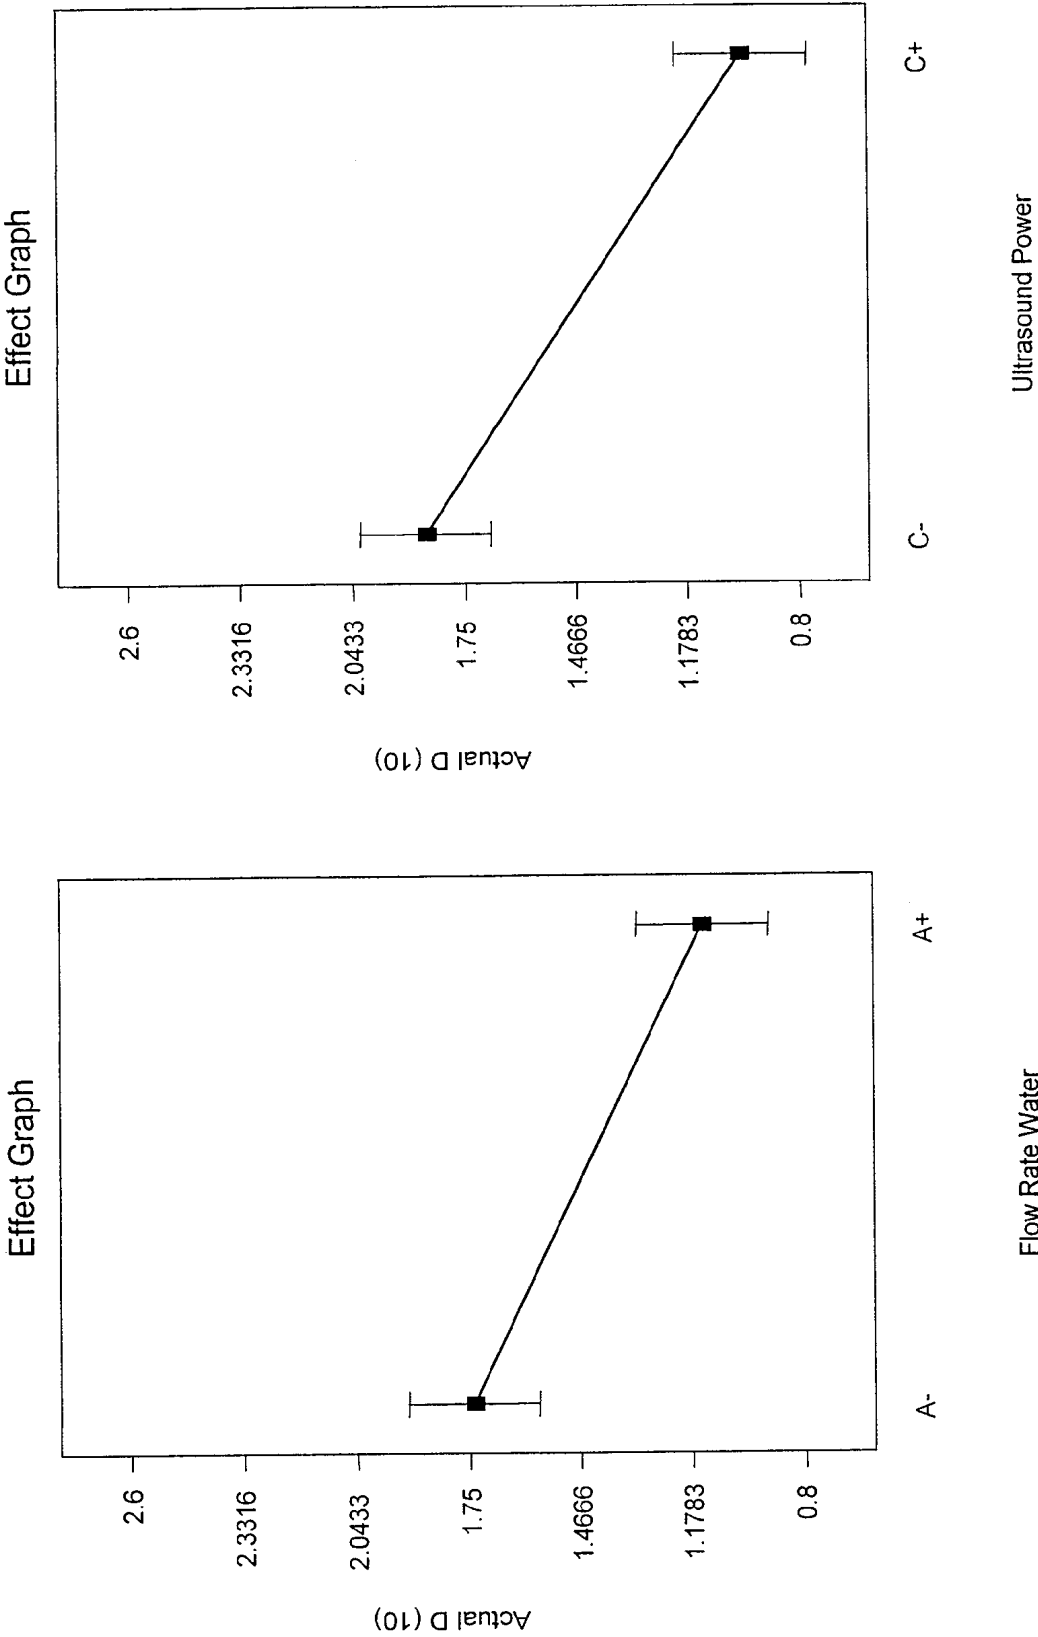 Effect Graph
2.6
2.3316
2.0433
1.75
1.4666
1.1783
0.8
Actual D (10)
A-
A+
Flow Rate Water
Effect Graph
2.6
2.3316
2.0433
1.75
1.4666
1.1783
0.8
Actual D (10)
C-
C+
Ultrasound Power